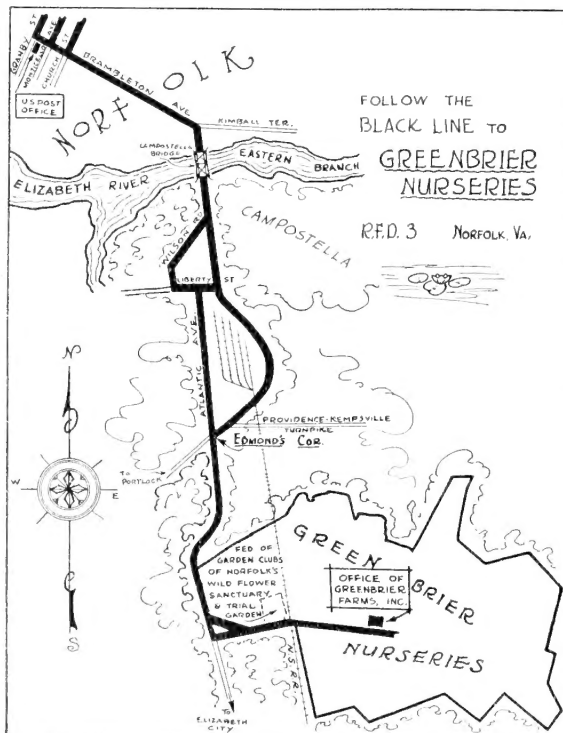 GRANBY ST
MONTICELLO AVE
CHURCH ST
BRAMBLETON AVE
U.S. POST
OFFICE
NORFOLK
KIMBALL TER.
CAMPOSTELLA
BRIDGE
EASTERN BRANCH
ELIZABETH RIVER
FOLLOW THE
BLACK LINE TO
GREENBRIER
NURSERIES
R.F.D. 3 NORFOLK, VA.
CAMPOSTELLA
WILSON RD
LIBERTY ST
ATLANTIC AVE
PROVIDENCE-KEMPSVILLE
TURNPIKE
EDMOND'S COR.
TO
PORTLOCK
N
W
E
S
FED OF
GARDEN CLUBS
OF NORFOLK'S
WILD FLOWER
SANCTUARY
& TRIAL
GARDENS
GREENBRIER
OFFICE OF
GREENBRIER
FARMS, INC.
NURSERIES
N S R.R.
TO
ELIZABETH
CITY